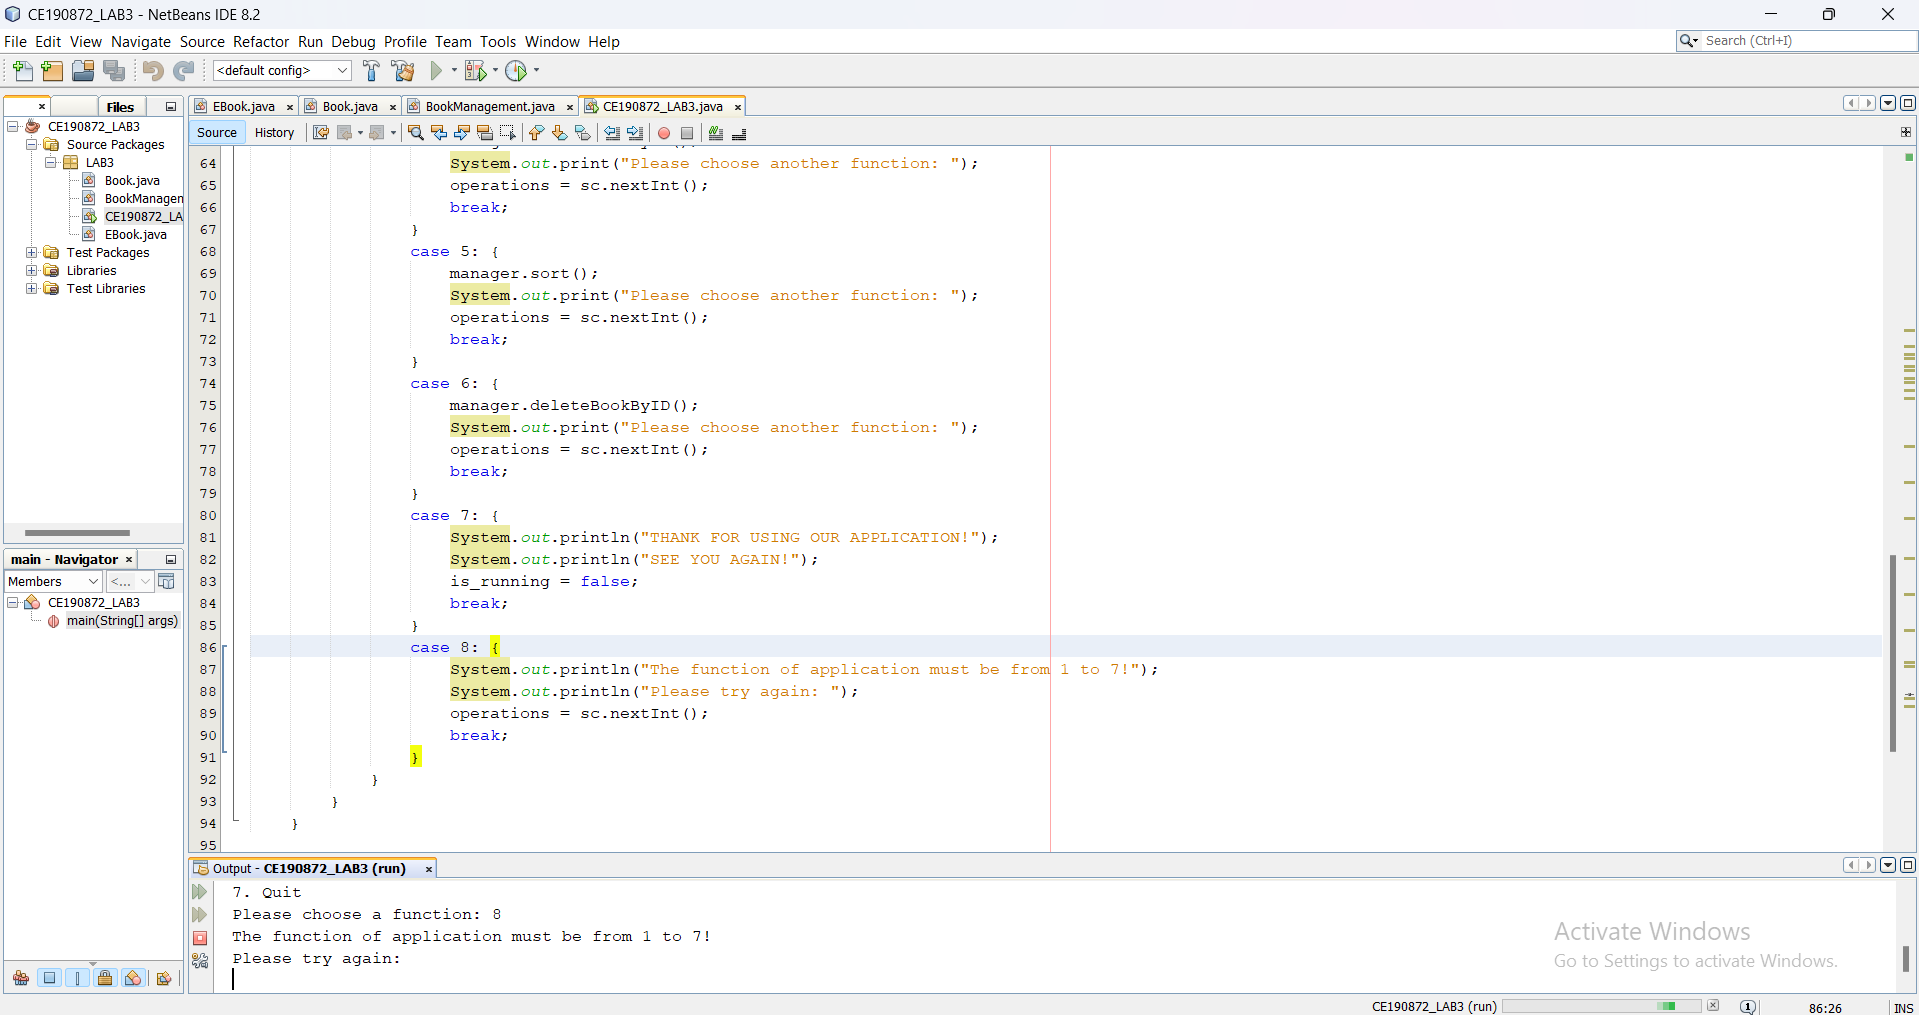 CE190872_LAB3 - NetBeans IDE 8.2
File Edit View Navigate Source Refactor Run Debug Profile Team Tools Window Help
Search (Ctrl+I)
<default config>
Files
EBook.java
Book.java
BookManagement.java
CE190872_LAB3.java
Source
History
CE190872_LAB3
Source Packages
LAB3
Book.java
BookManagen
CE190872_LA
EBook.java
Test Packages
Libraries
Test Libraries
64 System.out.print("Please choose another function: ");
65 operations = sc.nextInt();
66 break;
67 }
68 case 5: {
69 manager.sort();
70 System.out.print("Please choose another function: ");
71 operations = sc.nextInt();
72 break;
73 }
74 case 6: {
75 manager.deleteBookByID();
76 System.out.print("Please choose another function: ");
77 operations = sc.nextInt();
78 break;
79 }
80 case 7: {
81 System.out.println("THANK FOR USING OUR APPLICATION!");
82 System.out.println("SEE YOU AGAIN!");
83 is_running = false;
84 break;
85 }
86 case 8: {
87 System.out.println("The function of application must be from 1 to 7!");
88 System.out.println("Please try again: ");
89 operations = sc.nextInt();
90 break;
91 }
92 }
93 }
94 }
95
main - Navigator
Members
<...
CE190872_LAB3
main(String[] args)
Output - CE190872_LAB3 (run)
7. Quit
Please choose a function: 8
The function of application must be from 1 to 7!
Please try again:
Activate Windows
Go to Settings to activate Windows.
CE190872_LAB3 (run)
1
86:26
INS